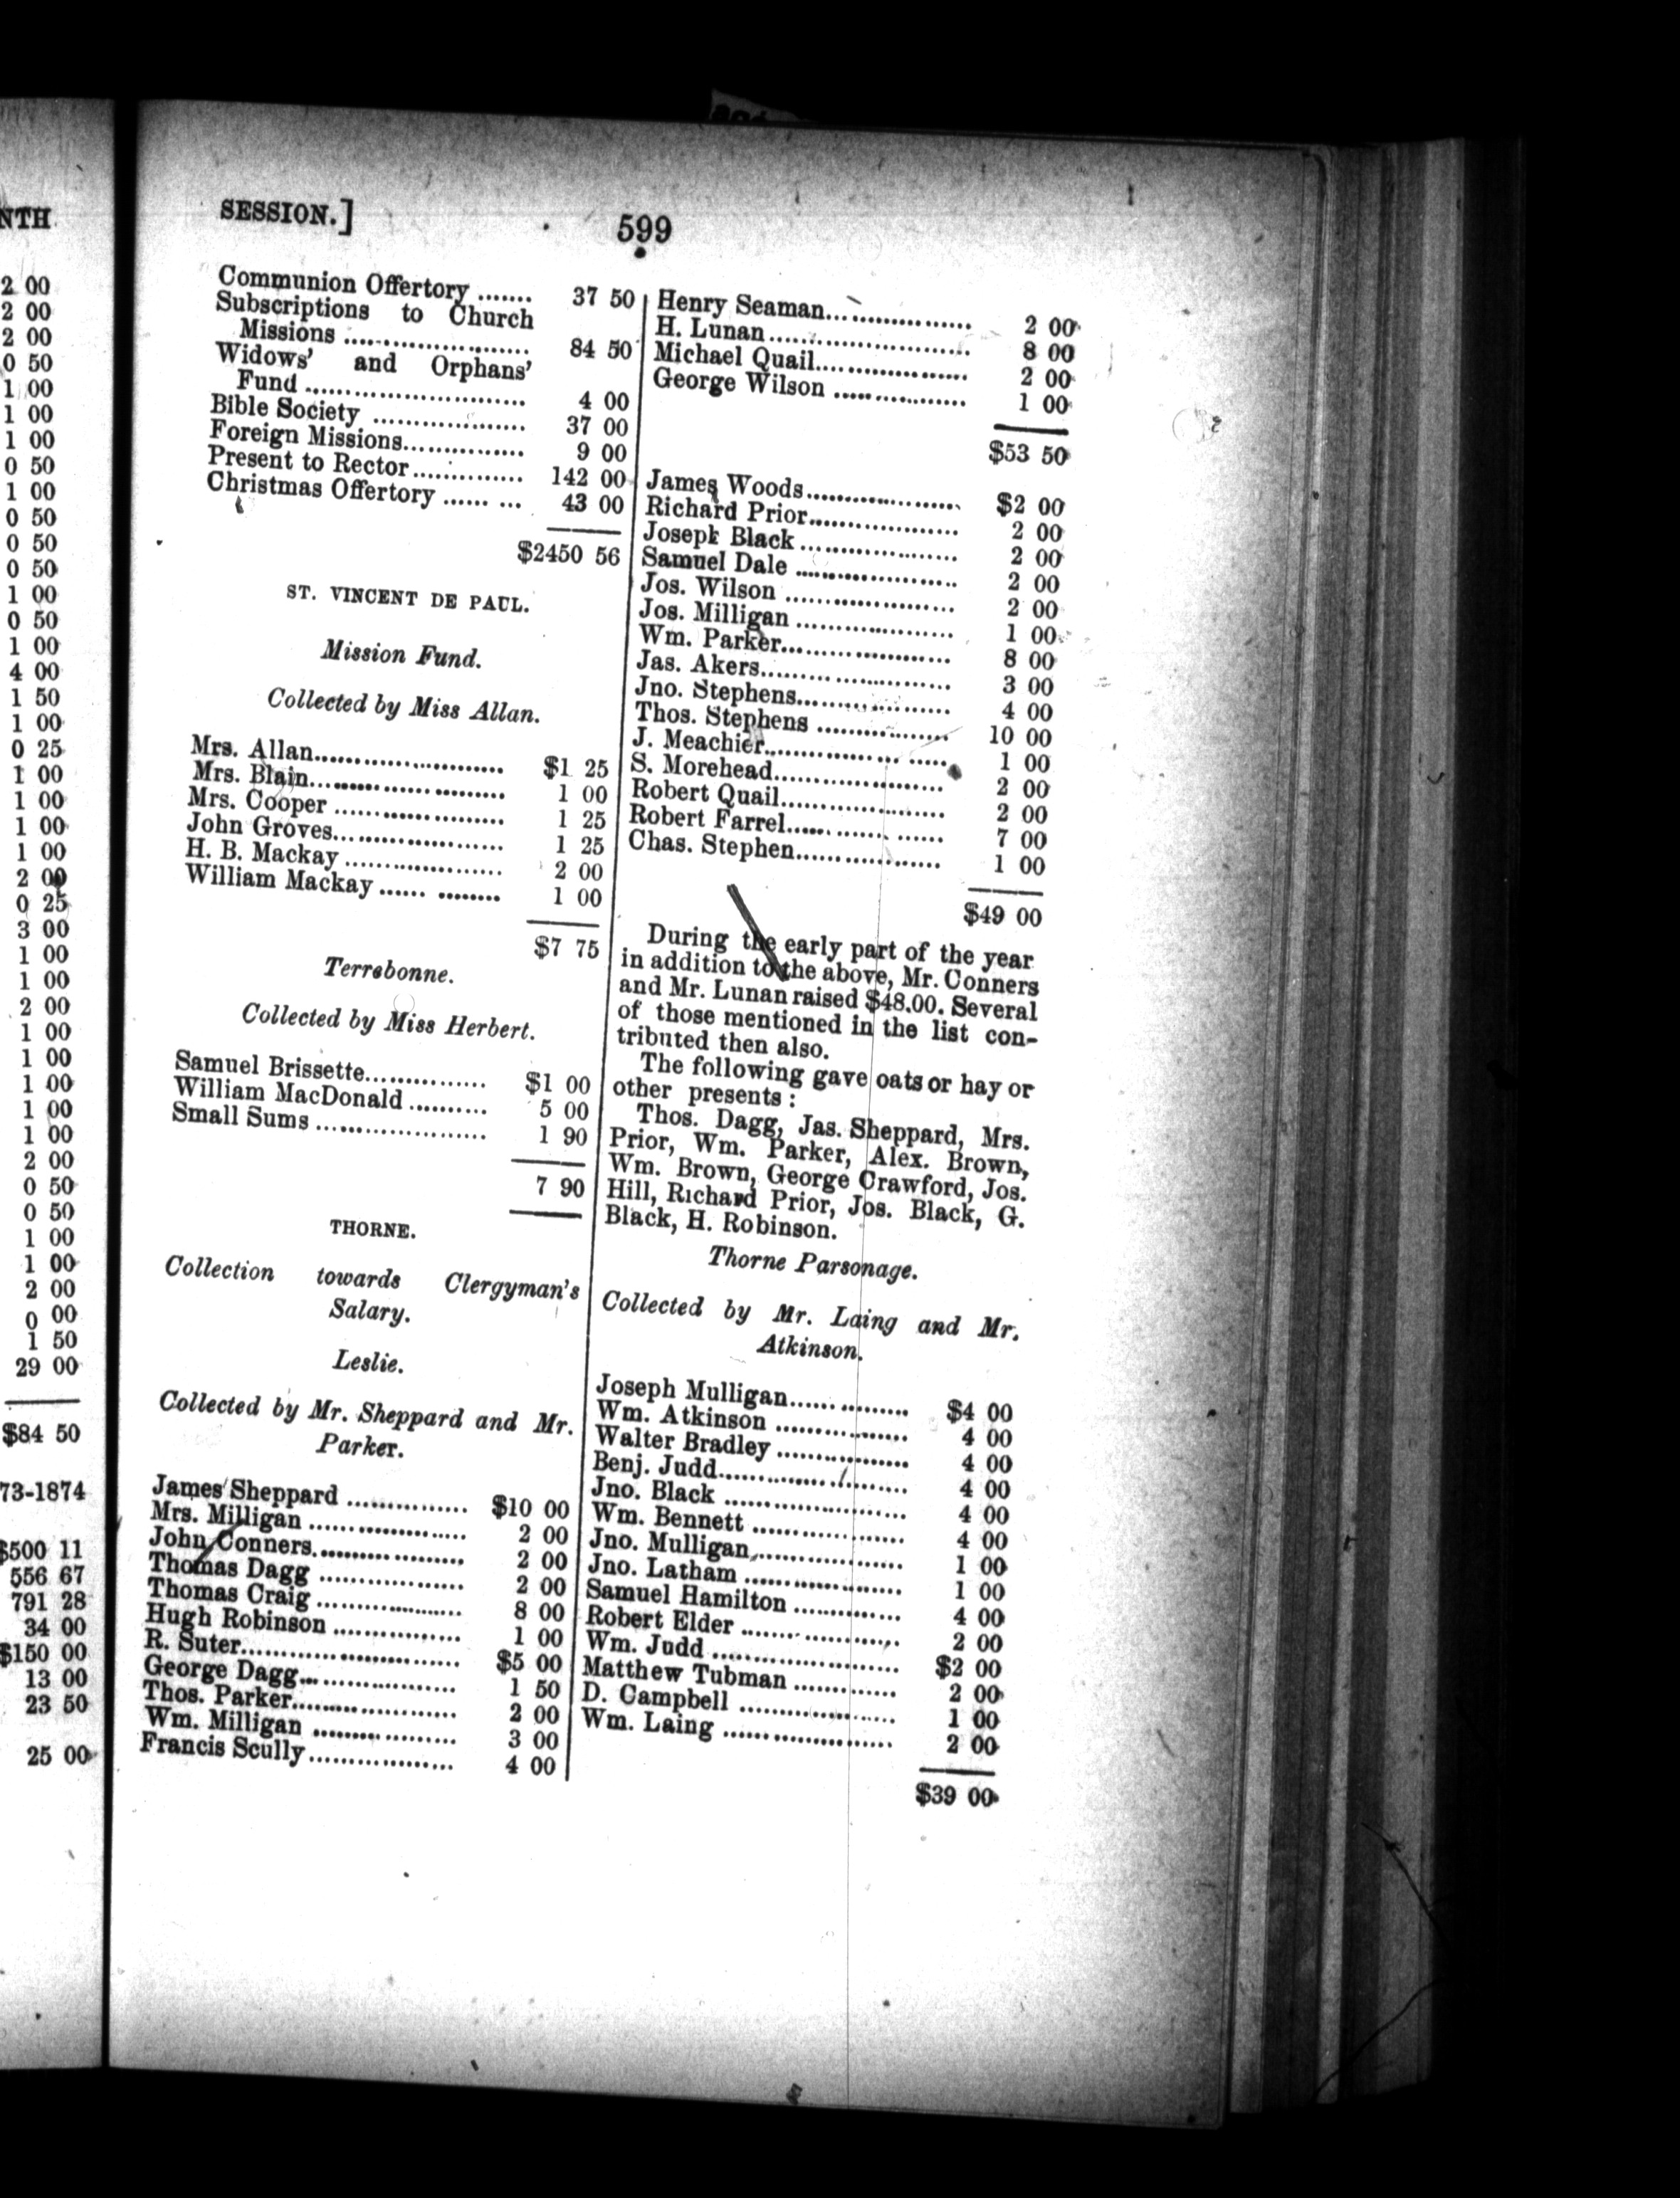 NTH
2 00
2 00
2 00
0 50
1 00
1 00
1 00
0 50
1 00
0 50
0 50
0 50
1 00
0 50
1 00
4 00
1 50
1 00
0 25
1 00
1 00
1 00
1 00
2 00
0 25
3 00
1 00
1 00
2 00
1 00
1 00
1 00
1 00
1 00
2 00
0 50
0 50
1 00
1 00
2 00
0 00
1 50
29 00
$84 50
73-1874
$500 11
556 67
791 28
34 00
$150 00
13 00
23 50
25 00
SESSION.]
599
Communion Offertory ....... 37 50
Subscriptions to Church
Missions ........................ 84 50
Widows' and Orphans'
Fund ............................ 4 00
Bible Society .................... 37 00
Foreign Missions............... 9 00
Present to Rector.............. 142 00
Christmas Offertory ...... ... 43 00
$2450 56
ST. VINCENT DE PAUL.
Mission Fund.
Collected by Miss Allan.
Mrs. Allan........................ $1 25
Mrs. Blain........................ 1 00
Mrs. Cooper ..................... 1 25
John Groves..................... 1 25
H. B. Mackay ................... 2 00
William Mackay ...... ........ 1 00
$7 75
Terrebonne.
Collected by Miss Herbert.
Samuel Brissette............... $1 00
William MacDonald .......... 5 00
Small Sums ...................... 1 90
7 90
THORNE.
Collection towards Clergyman's
Salary.
Leslie.
Collected by Mr. Sheppard and Mr.
Parker.
James Sheppard .............. $10 00
Mrs. Milligan .................... 2 00
John Conners................... 2 00
Thomas Dagg .................. 2 00
Thomas Craig .................. 8 00
Hugh Robinson ................ 1 00
R. Suter........................... $5 00
George Dagg.................... 1 50
Thos. Parker..................... 2 00
Wm. Milligan .................. 3 00
Francis Scully.................. 4 00
Henry Seaman.................. 2 00
H. Lunan......................... 8 00
Michael Quail................... 2 00
George Wilson ................. 1 00
$53 50
James Woods................... $2 00
Richard Prior................... 2 00
Joseph Black .................... 2 00
Samuel Dale .................... 2 00
Jos. Wilson ...................... 2 00
Jos. Milligan .................... 1 00
Wm. Parker...................... 8 00
Jas. Akers........................ 3 00
Jno. Stephens................... 4 00
Thos. Stephens ................ 10 00
J. Meachier...................... 1 00
S. Morehead..................... 2 00
Robert Quail..................... 2 00
Robert Farrel................... 7 00
Chas. Stephen.................. 1 00
$49 00
During the early part of the year
in addition to the above, Mr. Conners
and Mr. Lunan raised $48.00. Several
of those mentioned in the list con-
tributed then also.
The following gave oats or hay or
other presents :
Thos. Dagg, Jas. Sheppard, Mrs.
Prior, Wm. Parker, Alex. Brown,
Wm. Brown, George Crawford, Jos.
Hill, Richard Prior, Jos. Black, G.
Black, H. Robinson.
Thorne Parsonage.
Collected by Mr. Laing and Mr.
Atkinson.
Joseph Mulligan............... $4 00
Wm. Atkinson ................. 4 00
Walter Bradley ................ 4 00
Benj. Judd....................... 4 00
Jno. Black ....................... 4 00
Wm. Bennett ................... 4 00
Jno. Mulligan................... 1 00
Jno. Latham .................... 1 00
Samuel Hamilton ............. 4 00
Robert Elder .................... 2 00
Wm. Judd ........................ $2 00
Matthew Tubman ............. 2 00
D. Campbell .................... 1 00
Wm. Laing ...................... 2 00
$39 00